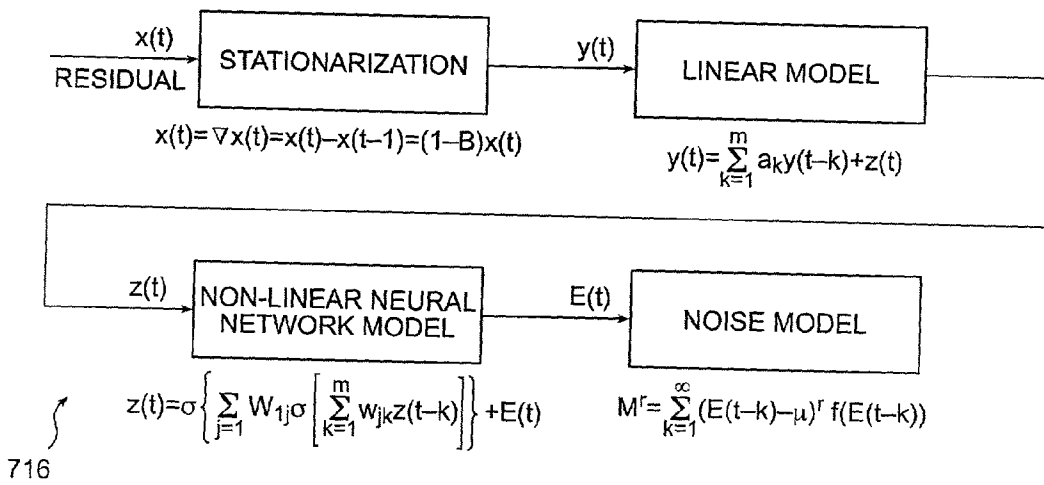 x(t)
RESIDUAL
STATIONARIZATION
y(t)
LINEAR MODEL
x(t)=∇x(t)=x(t)–x(t–1)=(1–B)x(t)
y(t)=∑_{k=1}^{m} a_k y(t–k)+z(t)
z(t)
NON-LINEAR NEURAL
NETWORK MODEL
E(t)
NOISE MODEL
z(t)=σ{∑_{j=1} W_{1j}σ[∑_{k=1}^{m} w_{jk}z(t–k)]}+E(t)
M^r=∑_{k=1}^{∞} (E(t–k)–μ)^r f(E(t–k))
716